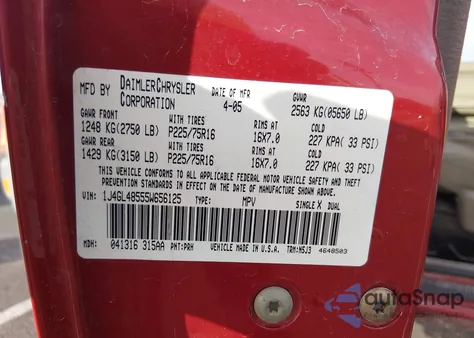 MFD BY DAIMLERCHRYSLER CORPORATION DATE OF MFR 4-05 GVWR 2563 KG(05650 LB)
GAWR FRONT WITH TIRES RIMS AT COLD
1248 KG(2750 LB) P225/75R16 16X7.0 227 KPA( 33 PSI)
GAWR REAR WITH TIRES RIMS AT COLD
1429 KG(3150 LB) P225/75R16 16X7.0 227 KPA( 33 PSI)
THIS VEHICLE CONFORMS TO ALL APPLICABLE FEDERAL MOTOR VEHICLE SAFETY AND THEFT
PREVENTION STANDARDS IN EFFECT ON THE DATE OF MANUFACTURE SHOWN ABOVE.
VIN: 1J4GL48555W656125 TYPE: MPV SINGLE X DUAL
MDH: 041316 315AA PNT:PRH VEHICLE MADE IN U.S.A. TRM:N5J3 4648503
autoSnap